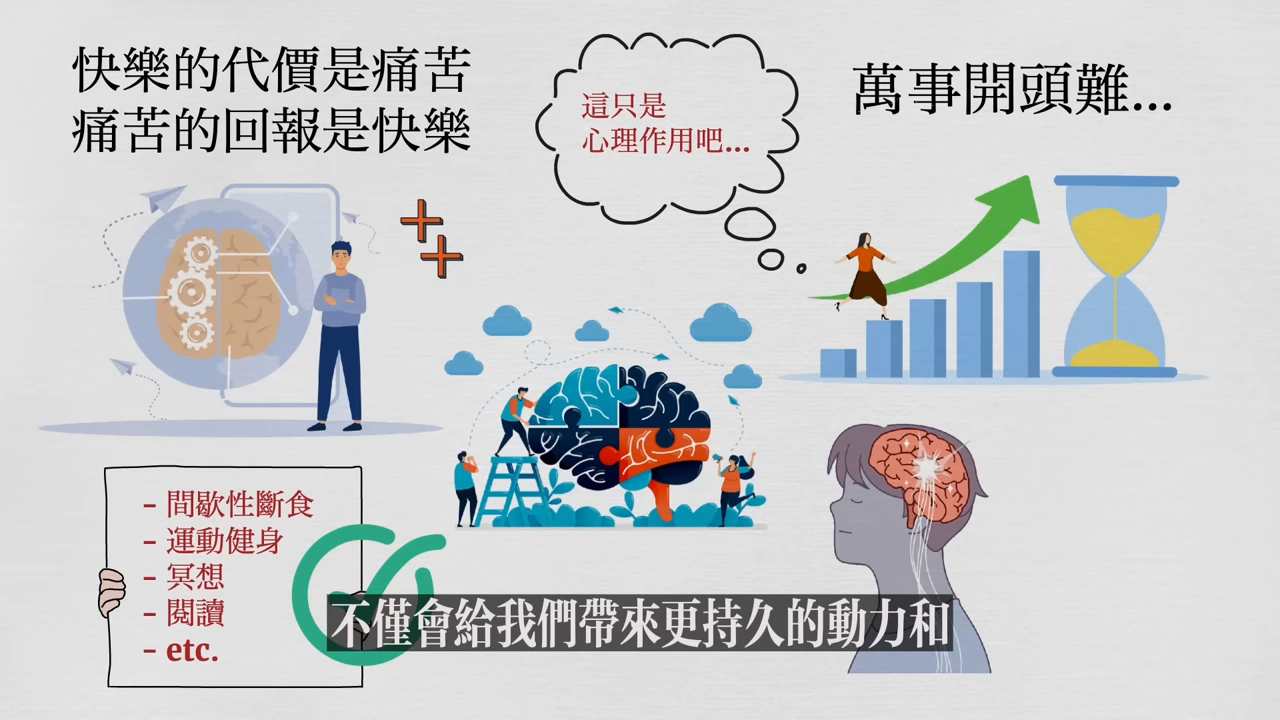 快樂的代價是痛苦
痛苦的回報是快樂
這只是
心理作用吧...
萬事開頭難...
- 間歇性斷食
- 運動健身
- 冥想
- 閱讀
- etc.
不僅會給我們帶來更持久的動力和